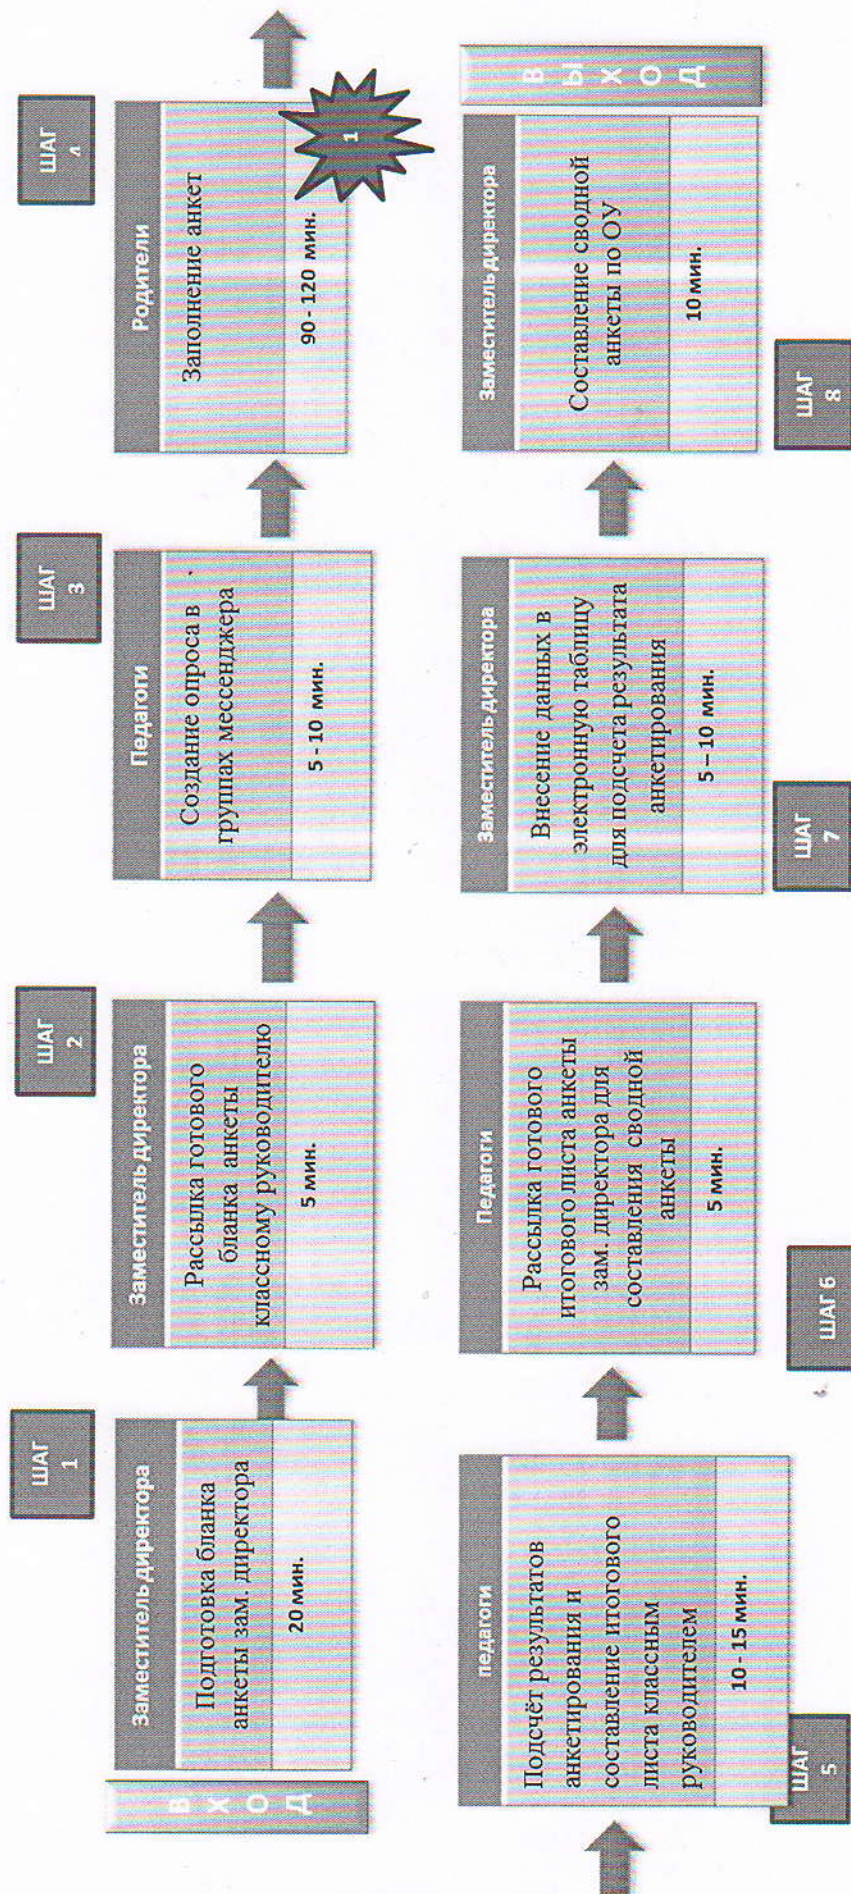 ШАГ
1
ШАГ
2
ШАГ
3
ШАГ
4
ВХОД
Заместитель директора
Подготовка бланка
анкеты зам. директора
20 мин.
Заместитель директора
Рассылка готового
бланка анкеты
классному руководителю
5 мин.
Педагоги
Создание опроса в
группах мессенджера
5 - 10 мин.
Родители
Заполнение анкет
90 - 120 мин.
1
педагоги
Подсчёт результатов
анкетирования и
составление итогового
листа классным
руководителем
10 - 15 мин.
Педагоги
Рассылка готового
итогового листа анкеты
зам. директора для
составления сводной
анкеты
5 мин.
Заместитель директора
Внесение данных в
электронную таблицу
для подсчета результата
анкетирования
5 – 10 мин.
Заместитель директора
Составление сводной
анкеты по ОУ
10 мин.
ВЫХОД
ШАГ
5
ШАГ 6
ШАГ
7
ШАГ
8